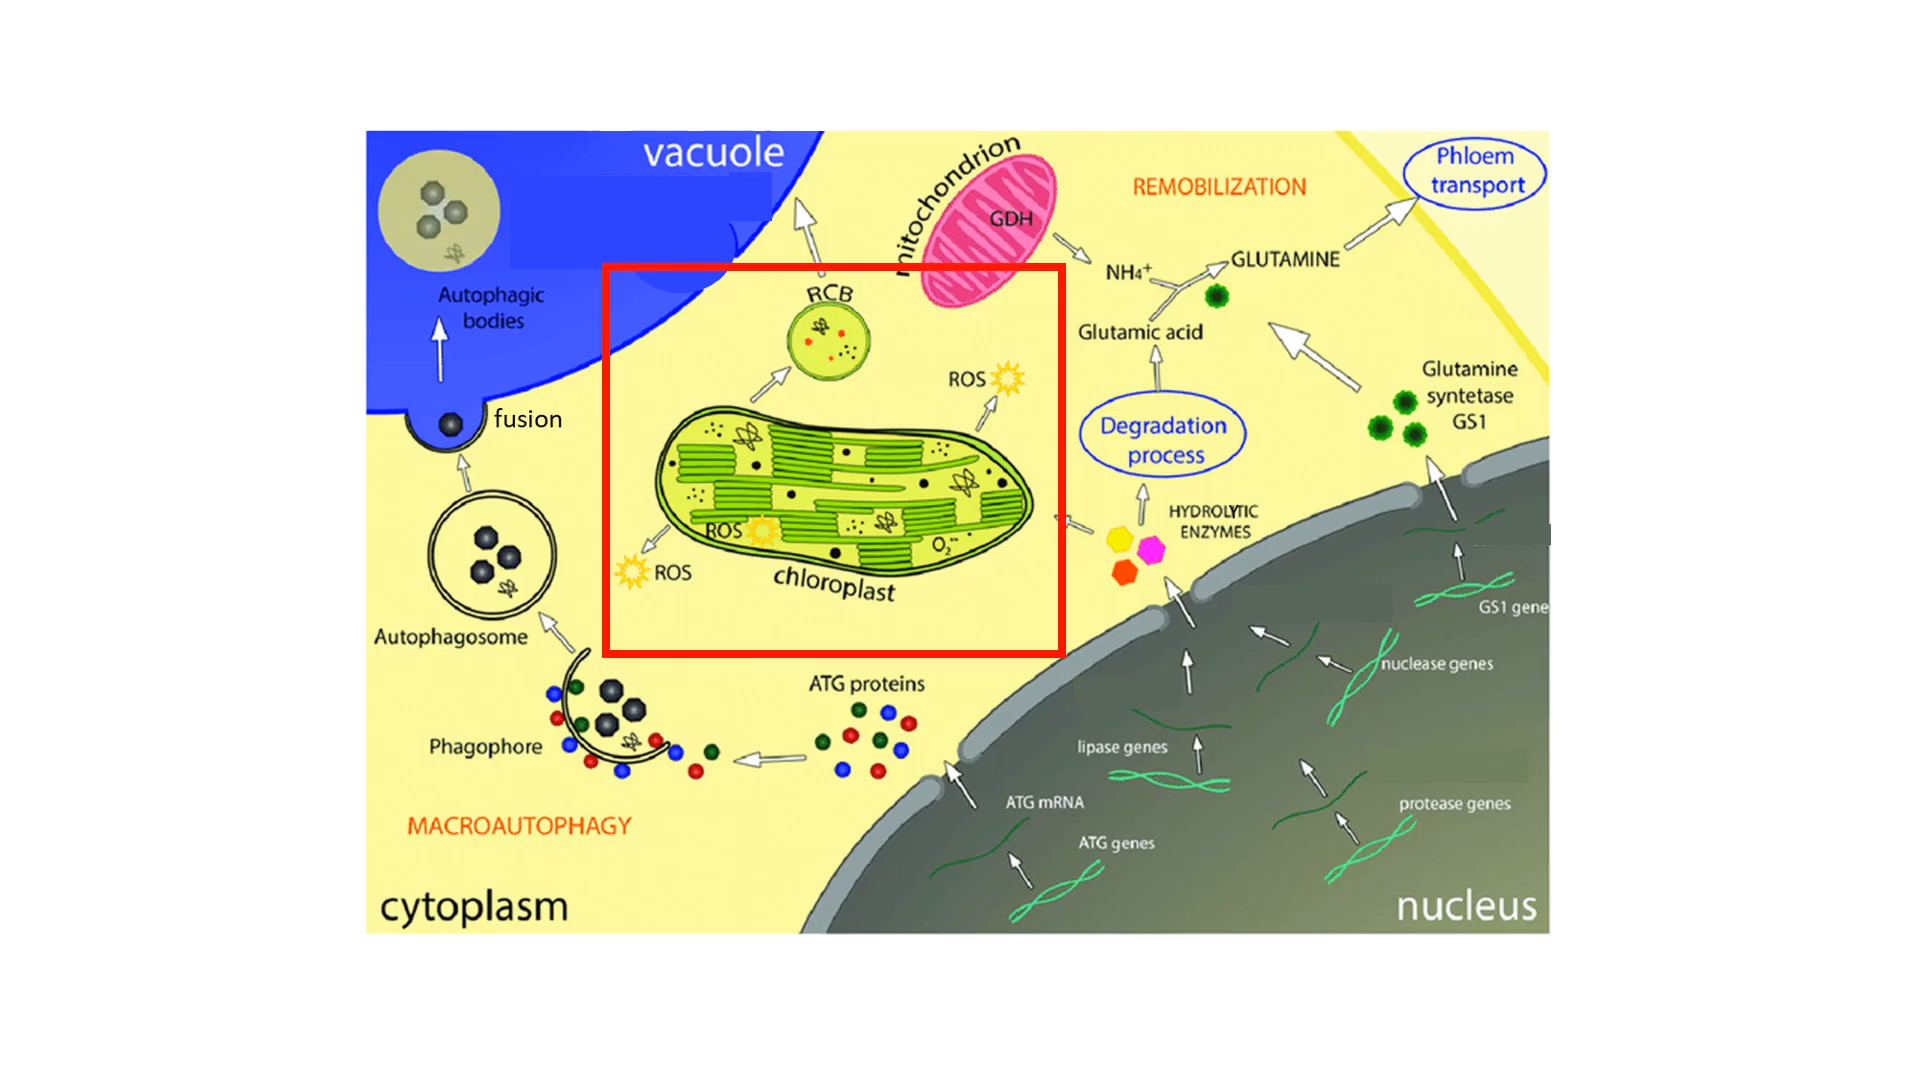 vacuole
Autophagic
bodies
fusion
Autophagosome
Phagophore
MACROAUTOPHAGY
cytoplasm
RCB
ROS
ROS
O2·-
ROS
chloroplast
ATG proteins
mitochondrion
GDH
REMOBILIZATION
Phloem
transport
NH4+
GLUTAMINE
Glutamic acid
Degradation
process
HYDROLYTIC
ENZYMES
Glutamine
syntetase
GS1
GS1 gene
nuclease genes
lipase genes
protease genes
ATG mRNA
ATG genes
nucleus